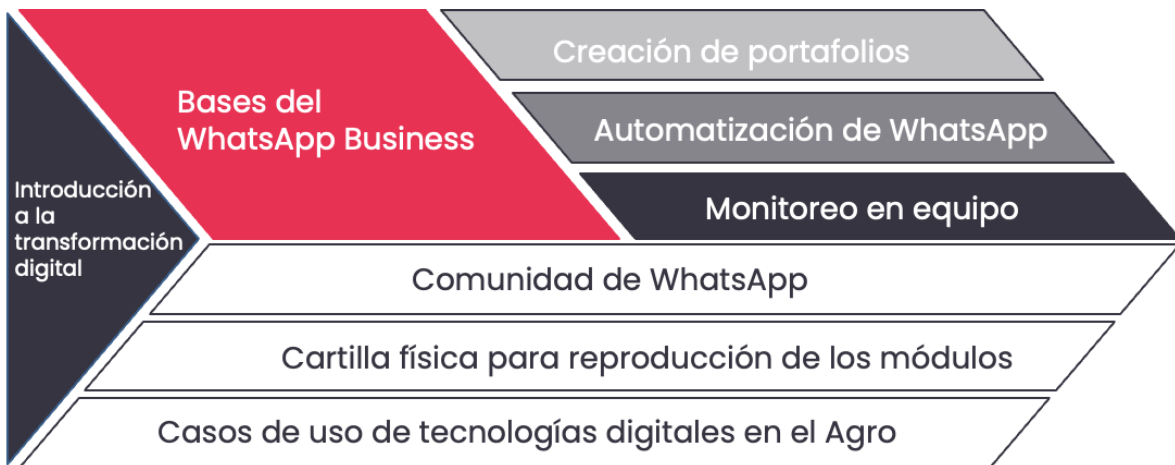 Introducción
a la
transformación
digital
Bases del
WhatsApp Business
Creación de portafolios
Automatización de WhatsApp
Monitoreo en equipo
Comunidad de WhatsApp
Cartilla física para reproducción de los módulos
Casos de uso de tecnologías digitales en el Agro